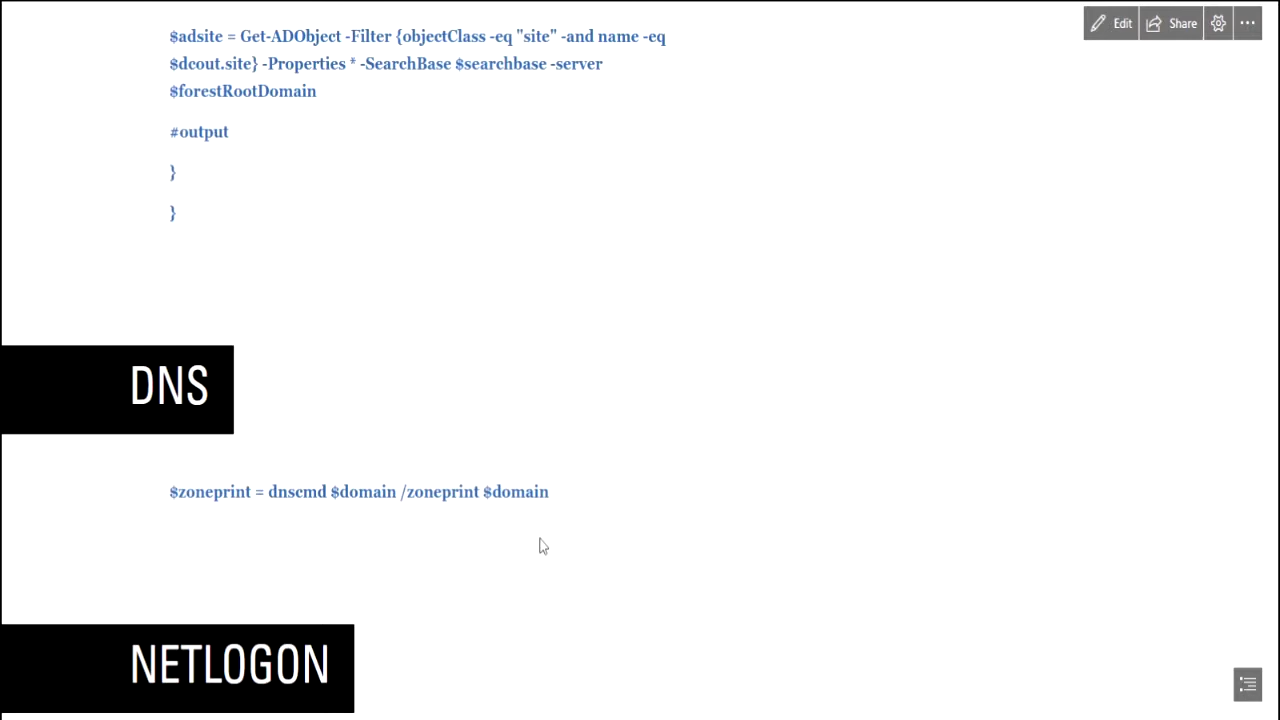 $adsite = Get-ADObject -Filter {objectClass -eq "site" -and name -eq
$dcout.site} -Properties * -SearchBase $searchbase -server
$forestRootDomain
#output
}
}
Edit
Share
DNS
$zoneprint = dnscmd $domain /zoneprint $domain
NETLOGON